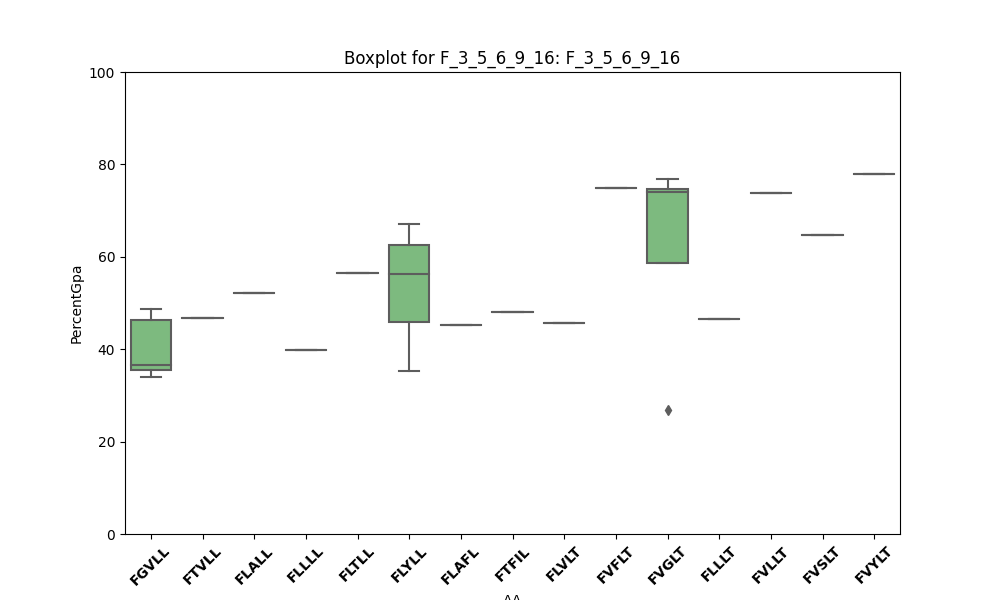 Boxplot for F_3_5_6_9_16: F_3_5_6_9_16
100
80
60
40
20
0
PercentGpa
FGVLL FTVLL FLALL FLLLL FLTLL FLYLL FLAFL FTFIL FLVLT FVFLT FVGLT FLLLT FVLLT FVSLT FVYLT
AA